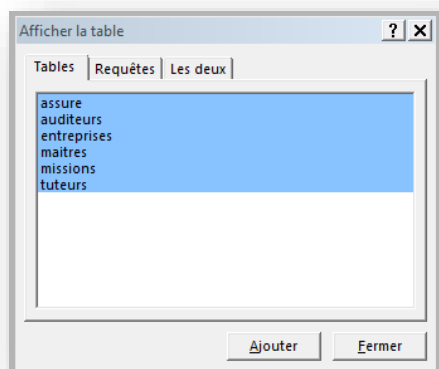 Afficher la table ? X
Tables Requêtes Les deux
assure
auditeurs
entreprises
maitres
missions
tuteurs
Ajouter Fermer